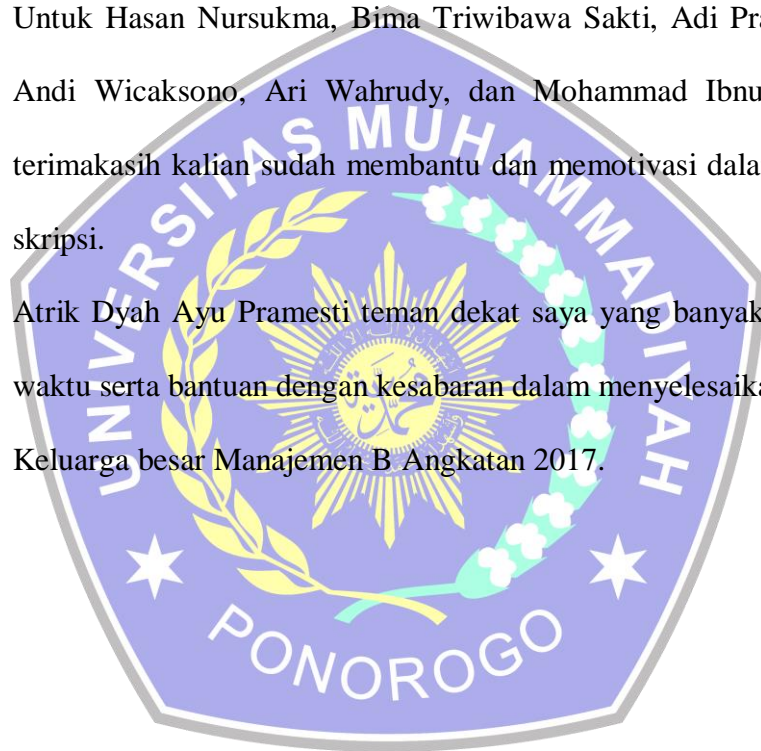 Untuk Hasan Nursukma, Bima Triwibawa Sakti, Adi
Andi Wicaksono, Ari Wahrudy, dan Mohammad Ibnu
terimakasih kalian sudah membantu dan memotivasi
skripsi.
Atrik Dyah Ayu Pramesti teman dekat saya yang banyak
waktu serta bantuan dengan kesabaran dalam
Keluarga besar Manajemen B Angkatan 2017.
UNIVERSITAS MUHAMMADIYAH
PONOROGO